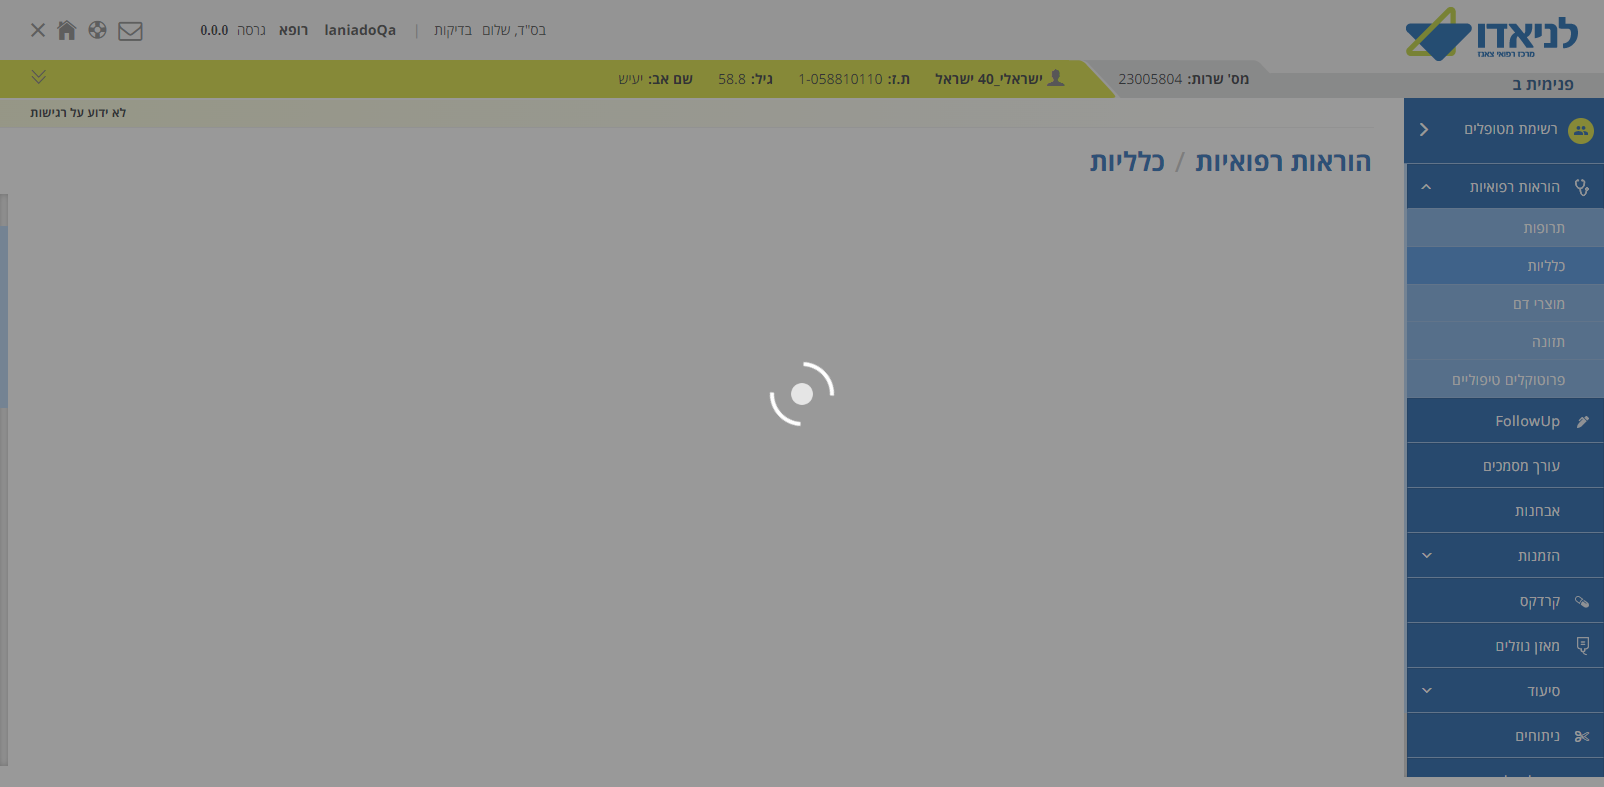 לניאדו
מרכז רפואי צאנז
בס"ד, שלום בדיקות | laniadoQa רופא גרסה 0.0.0
פנימית ב
מס' שרות: 23005804
ישראלי_40 ישראל ת.ז: 1-058810110 גיל: 58.8 שם אב: יעיש
לא ידוע על רגישות
הוראות רפואיות / כלליות
רשימת מטופלים
הוראות רפואיות
תרופות
כלליות
מוצרי דם
תזונה
פרוטוקלים טיפוליים
FollowUp
עורך מסמכים
אבחנות
הזמנות
קרדקס
מאזן נוזלים
סיעוד
ניתוחים